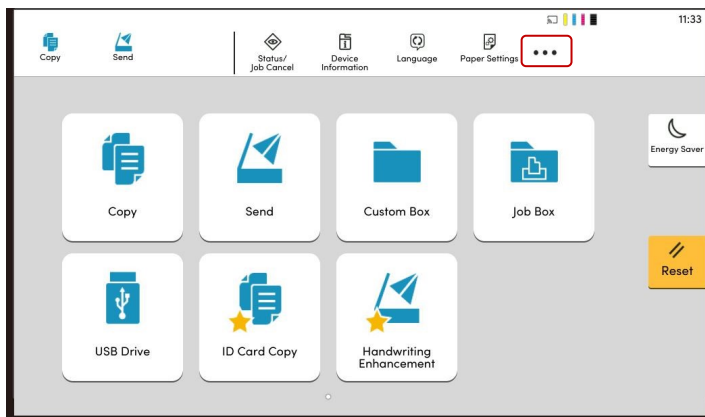 11:33
Copy
Send
Status/
Job Cancel
Device
Information
Language
Paper Settings
Energy Saver
Copy
Send
Custom Box
Job Box
Reset
USB Drive
ID Card Copy
Handwriting
Enhancement